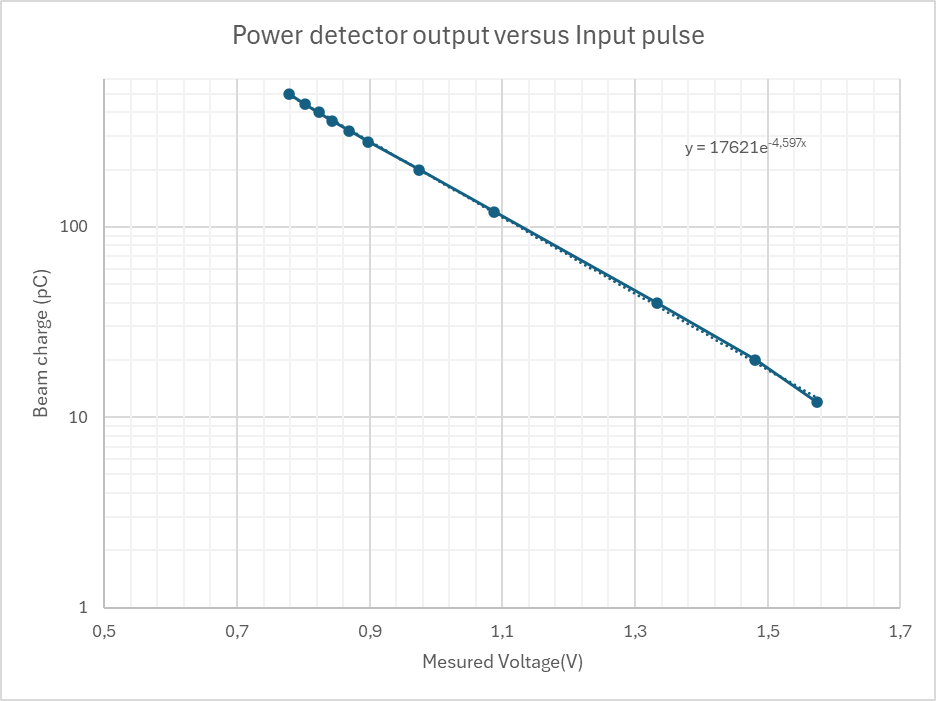 Power detector output versus Input pulse
y = 17621e^-4,597x
100
10
1
Beam charge (pC)
0,5 0,7 0,9 1,1 1,3 1,5 1,7
Mesured Voltage(V)